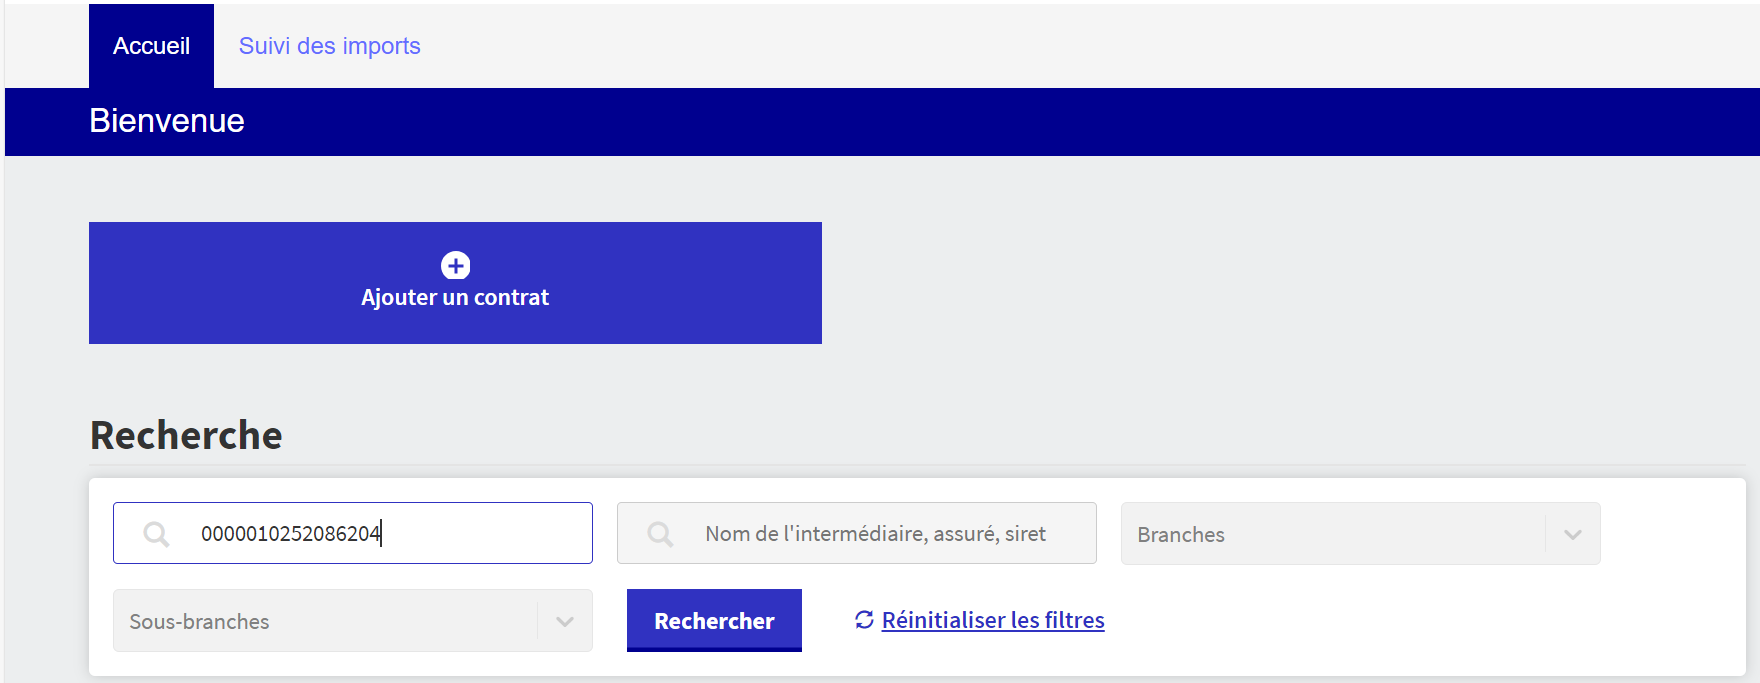 Accueil
Suivi des imports
Bienvenue
Ajouter un contrat
Recherche
0000010252086204
Nom de l'intermédiaire, assuré, siret
Branches
Sous-branches
Rechercher
Réinitialiser les filtres